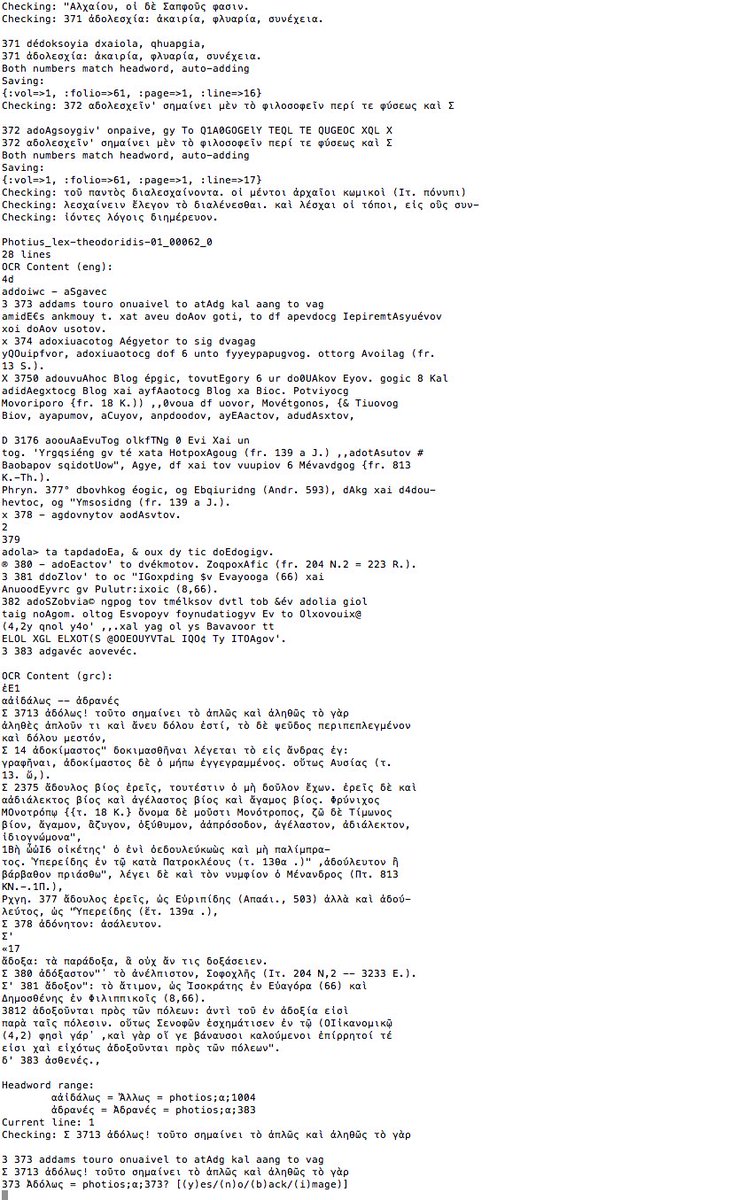 Checking: "Αλχαίου, οἱ δὲ Σαπφοῦς φασιν.
Checking: 371 ἀδολεσχία: ἀκαιρία, φλυαρία, συνέχεια.
371 dédoksoyia dxaiola, qhuapgia,
371 ἀδολεσχία: ἀκαιρία, φλυαρία, συνέχεια.
Both numbers match headword, auto-adding
Saving:
{:vol=>1, :folio=>61, :page=>1, :line=>16}
Checking: 372 αδολεσχεῖν' σημαίνει μὲν τὸ φιλοσοφεῖν περί τε φύσεως καὶ Σ
372 adoAgsoygiv' onpaive, gy To Q1A0GOGElY TEQL TE QUGEOC XQL X
372 αδολεσχεῖν' σημαίνει μὲν τὸ φιλοσοφεῖν περί τε φύσεως καὶ Σ
Both numbers match headword, auto-adding
Saving:
{:vol=>1, :folio=>61, :page=>1, :line=>17}
Checking: τοῦ παντὸς διαλεσχαίνοντα. οἱ μέντοι ἀρχαῖοι κωμικοὶ (Ιτ. πόνυπι)
Checking: λεσχαίνειν ἔλεγον τὸ διαλένεσθαι. καὶ λέσχαι οἱ τόποι, εἰς οὓς συν-
Checking: ἰόντες λόγοις διημέρευον.
Photius_lex-theodoridis-01_00062_0
28 lines
OCR Content (eng):
4d
addoiwc - aSgavec
3 373 addams touro onuaivel to atAdg kal aang to vag
amidE€s ankmouy t. xat aveu doAov goti, to df apevdocg IepiremtAsyuévov
xoi doAov usotov.
x 374 adoxiuacotog Aégyetor to sig dvagag
yQOuipfvor, adoxiuaotocg dof 6 unto fyyeypapugvog. ottorg Avoilag (fr.
13 S.).
X 3750 adouvuAhoc Blog épgic, tovutEgory 6 ur do0UAkov Eyov. gogic 8 Kal
adidAegxtocg Blog xai ayfAaotocg Blog xa Bioc. Potviyocg
Movoriporo {fr. 18 K.)) ,,0voua df uovor, Movétgonos, {& Tiuovog
Biov, ayapumov, aCuyov, anpdoodov, ayEAactov, adudAsxtov,
D 3176 aoouAaEvuTog olkfTNg 0 Evi Xai un
tog. 'Yrgqsiéng gv té xata HotpoxAgoug (fr. 139 a J.) ,,adotAsutov #
Baobapov sqidotUow", Agye, df xai tov vuupiov 6 Mévavdgog {fr. 813
K.-Th.).
Phryn. 377° dbovhkog éogic, og Ebqiuridng (Andr. 593), dAkg xai d4dou-
hevtoc, og "Ymsosidng (fr. 139 a J.).
x 378 - agdovnytov aodAsvtov.
2
379
adola> ta tapdadoEa, & oux dy tic doEdogigv.
® 380 - adoEactov' to dvékmotov. ZoqpoxAfic (fr. 204 N.2 = 223 R.).
3 381 ddoZlov' to oc "IGoxpding $v Evayooga (66) xai
AnuoodEyvrc gv Pulutr:ixoic (8,66).
382 adoSZobvia© ngpog tov tmélksov dvtl tob &év adolia giol
taig noAgom. oltog Esvopoyv foynudatiogyv Ev to Olxovouix@
(4,2y qnol y4o' ,,.xal yag ol ys Bavavoor tt
ELOL XGL ELXOT(S @OOEOUYVTaL IQO¢ Ty ITOAgov'.
3 383 adgavéc aovevéc.
OCR Content (grc):
ἐΕ1
αἀἰδάλως -- ἀδρανές
Σ 3713 ἀδόλως! τοῦτο σημαίνει τὸ ἁπλῶς καὶ ἀληθῶς τὸ γὰρ
ἀληθὲς ἁπλοῦν τι καὶ ἄνευ δόλου ἐστί, τὸ δὲ ψεῦδος περιπεπλεγμένον
καὶ δόλου μεστόν,
Σ 14 ἀδοκίμαστος" δοκιμασθῆναι λέγεται τὸ εἰς ἄνδρας ἐγ:
γραφῆναι, ἀδοκίμαστος δὲ ὁ μήπω ἐγγεγραμμένος. οὕτως Αυσίας (τ.
13. ὥ,).
Σ 2375 ἄδουλος βίος ἐρεῖς, τουτέστιν ὁ μὴ δοῦλον ἔχων. ἐρεῖς δὲ καὶ
αἀδιάλεκτος βίος καὶ ἀγέλαστος βίος καὶ ἄγαμος βίος. Φρύνιχος
ΜΟνοτρόπῳ {{τ. 18 Κ.} ὄνομα δὲ μοὔστι Μονότροπος, ζῶ δὲ Τίμωνος
βίον, ἄγαμον, ἄζυγον, ὀξύθυμον, ἀἁπρόσοδον, ἀγέλαστον, ἀδιάλεκτον,
ἰδιογνώμονα",
1Βὴ ὦώΙ6 οἰκέτης' ὁ ἑνὶ οεδουλεύκωὼς καὶ μὴ παλίμπρα—
τος. Ὑπερείδης ἐν τῷ κατὰ Πατροκλέους (τ. 13θα .)" ,ἀδούλευτον ἢ
βάρβαθον πριάσθω", λέγει δὲ καὶ τὸν νυμφίον ὁ Μένανδρος (Πτ. 813
ΚΝ.-.1Π.),
Ρχγη. 377 ἄδουλος ἐρεῖς, ὡς Εὐριπίδης (Απαάι., 503) ἀλλὰ καὶ ἀδού-
λεύτος, ὡς "Ὑπερείδης (ἔτ. 139α .),
Σ 378 ἀδόνητον: ἀσάλευτον.
Σ'
«17
ἄδοξα: τὰ παράδοξα, ἃ οὐχ ἄν τις δοξάσειεν.
Σ 380 ἀδόξαστον"᾽ τὸ ἀνέλπιστον, Σοφοχλῆς (Ιτ. 204 Ν,2 -- 3233 Ε.).
Σ' 381 ἄδοξον": τὸ ἄτιμον, ὡς Ἰσοκράτης ἐν Εὐαγόρα (66) καὶ
Δημοσθένης ἐν Φιλιππικοῖς (8,66).
3812 ἀδοξοῦνται πρὸς τῶν πόλεων: ἀντὶ τοῦ ἐν ἀδοξία εἰσὶ
παρὰ ταῖς πόλεσιν. οὕτως Σενοφῶν ἐσχημάτισεν ἐν τῷ (ΟΙἰκανομικῷ
(4,2) φησὶ γάρ᾽ ,καὶ γὰρ οἵ γε βάναυσοι καλούμενοι ἐπίρρητοί τέ
εἰσι χαὶ εἰχότως ἀδοξοῦνται πρὸς τῶν πόλεων".
δ' 383 ἀσθενές.,
Headword range:
αἀἰδάλως = Ἄλλως = photios;α;1004
ἀδρανές = Ἀδρανές = photios;α;383
Current line: 1
Checking: Σ 3713 ἀδόλως! τοῦτο σημαίνει τὸ ἁπλῶς καὶ ἀληθῶς τὸ γὰρ
3 373 addams touro onuaivel to atAdg kal aang to vag
Σ 3713 ἀδόλως! τοῦτο σημαίνει τὸ ἁπλῶς καὶ ἀληθῶς τὸ γὰρ
373 Ἀδόλως = photios;α;373? [(y)es/(n)o/(b)ack/(i)mage)]